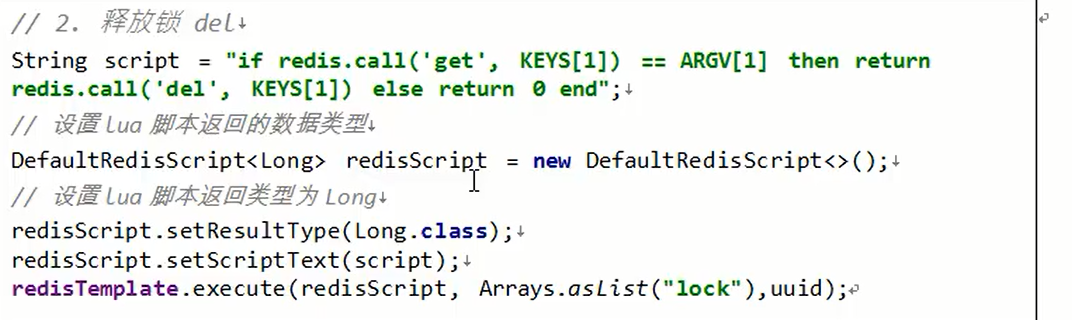 // 2. 释放锁 del↓
String script = "if redis.call('get', KEYS[1]) == ARGV[1] then return
redis.call('del', KEYS[1]) else return 0 end";↓
// 设置 lua 脚本返回的数据类型↓
DefaultRedisScript<Long> redisScript = new DefaultRedisScript<>();↓
// 设置 lua 脚本返回类型为 Long↓
redisScript.setResultType(Long.class);↓
redisScript.setScriptText(script);↓
redisTemplate.execute(redisScript, Arrays.asList("lock"),uuid);↵